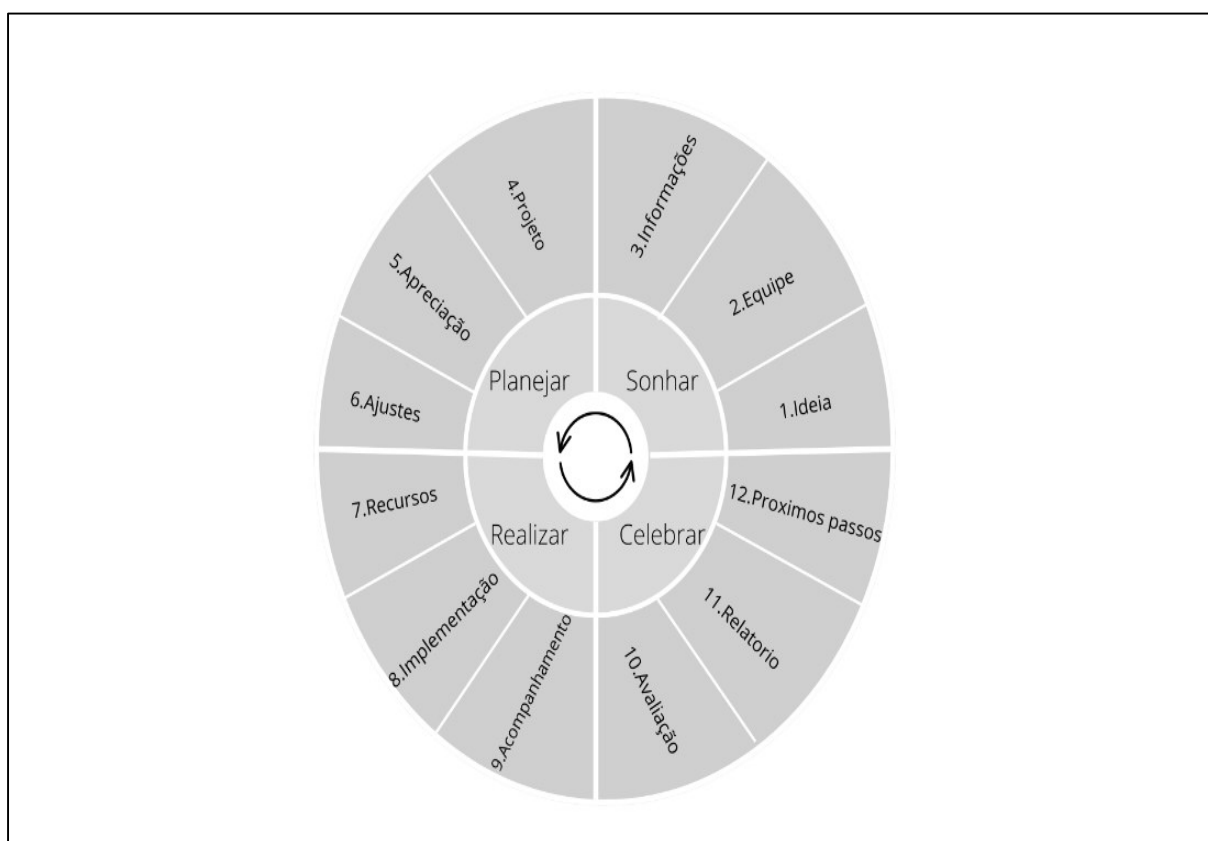 4.Projeto
3.Informações
5.Apreciação
2.Equipe
Planejar
Sonhar
6.Ajustes
1.Ideia
7.Recursos
12.Proximos passos
Realizar
Celebrar
8.Implementação
11.Relatorio
9.Acompanhamento
10.Avaliação